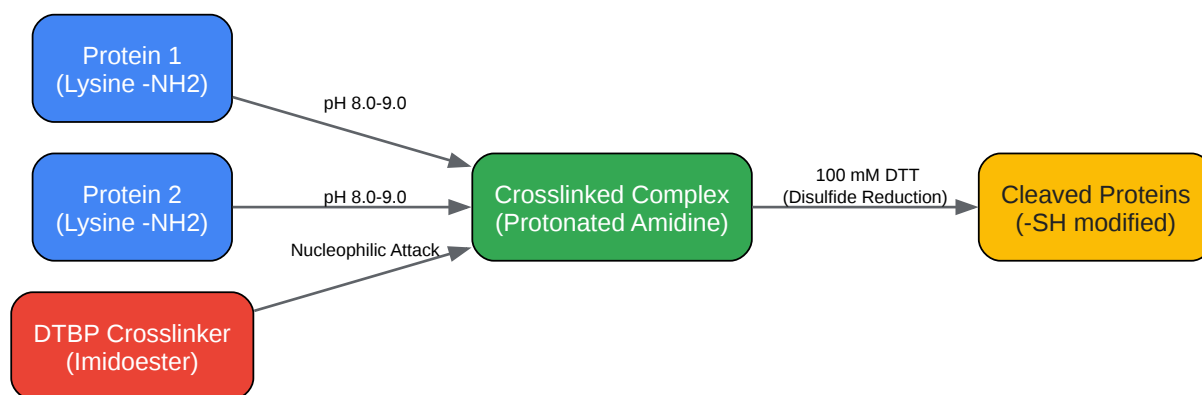 Protein 1
(Lysine -NH2)
pH 8.0-9.0
Protein 2
(Lysine -NH2)
pH 8.0-9.0
Nucleophilic Attack
DTBP Crosslinker
(Imidoester)
Crosslinked Complex
(Protonated Amidine)
100 mM DTT
(Disulfide Reduction)
Cleaved Proteins
(-SH modified)